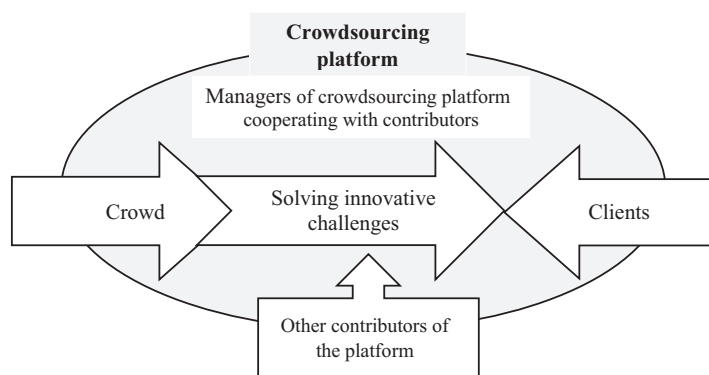 Crowdsourcing
platform
Managers of crowdsourcing platform
cooperating with contributors
Crowd
Solving innovative
challenges
Clients
Other contributors of
the platform